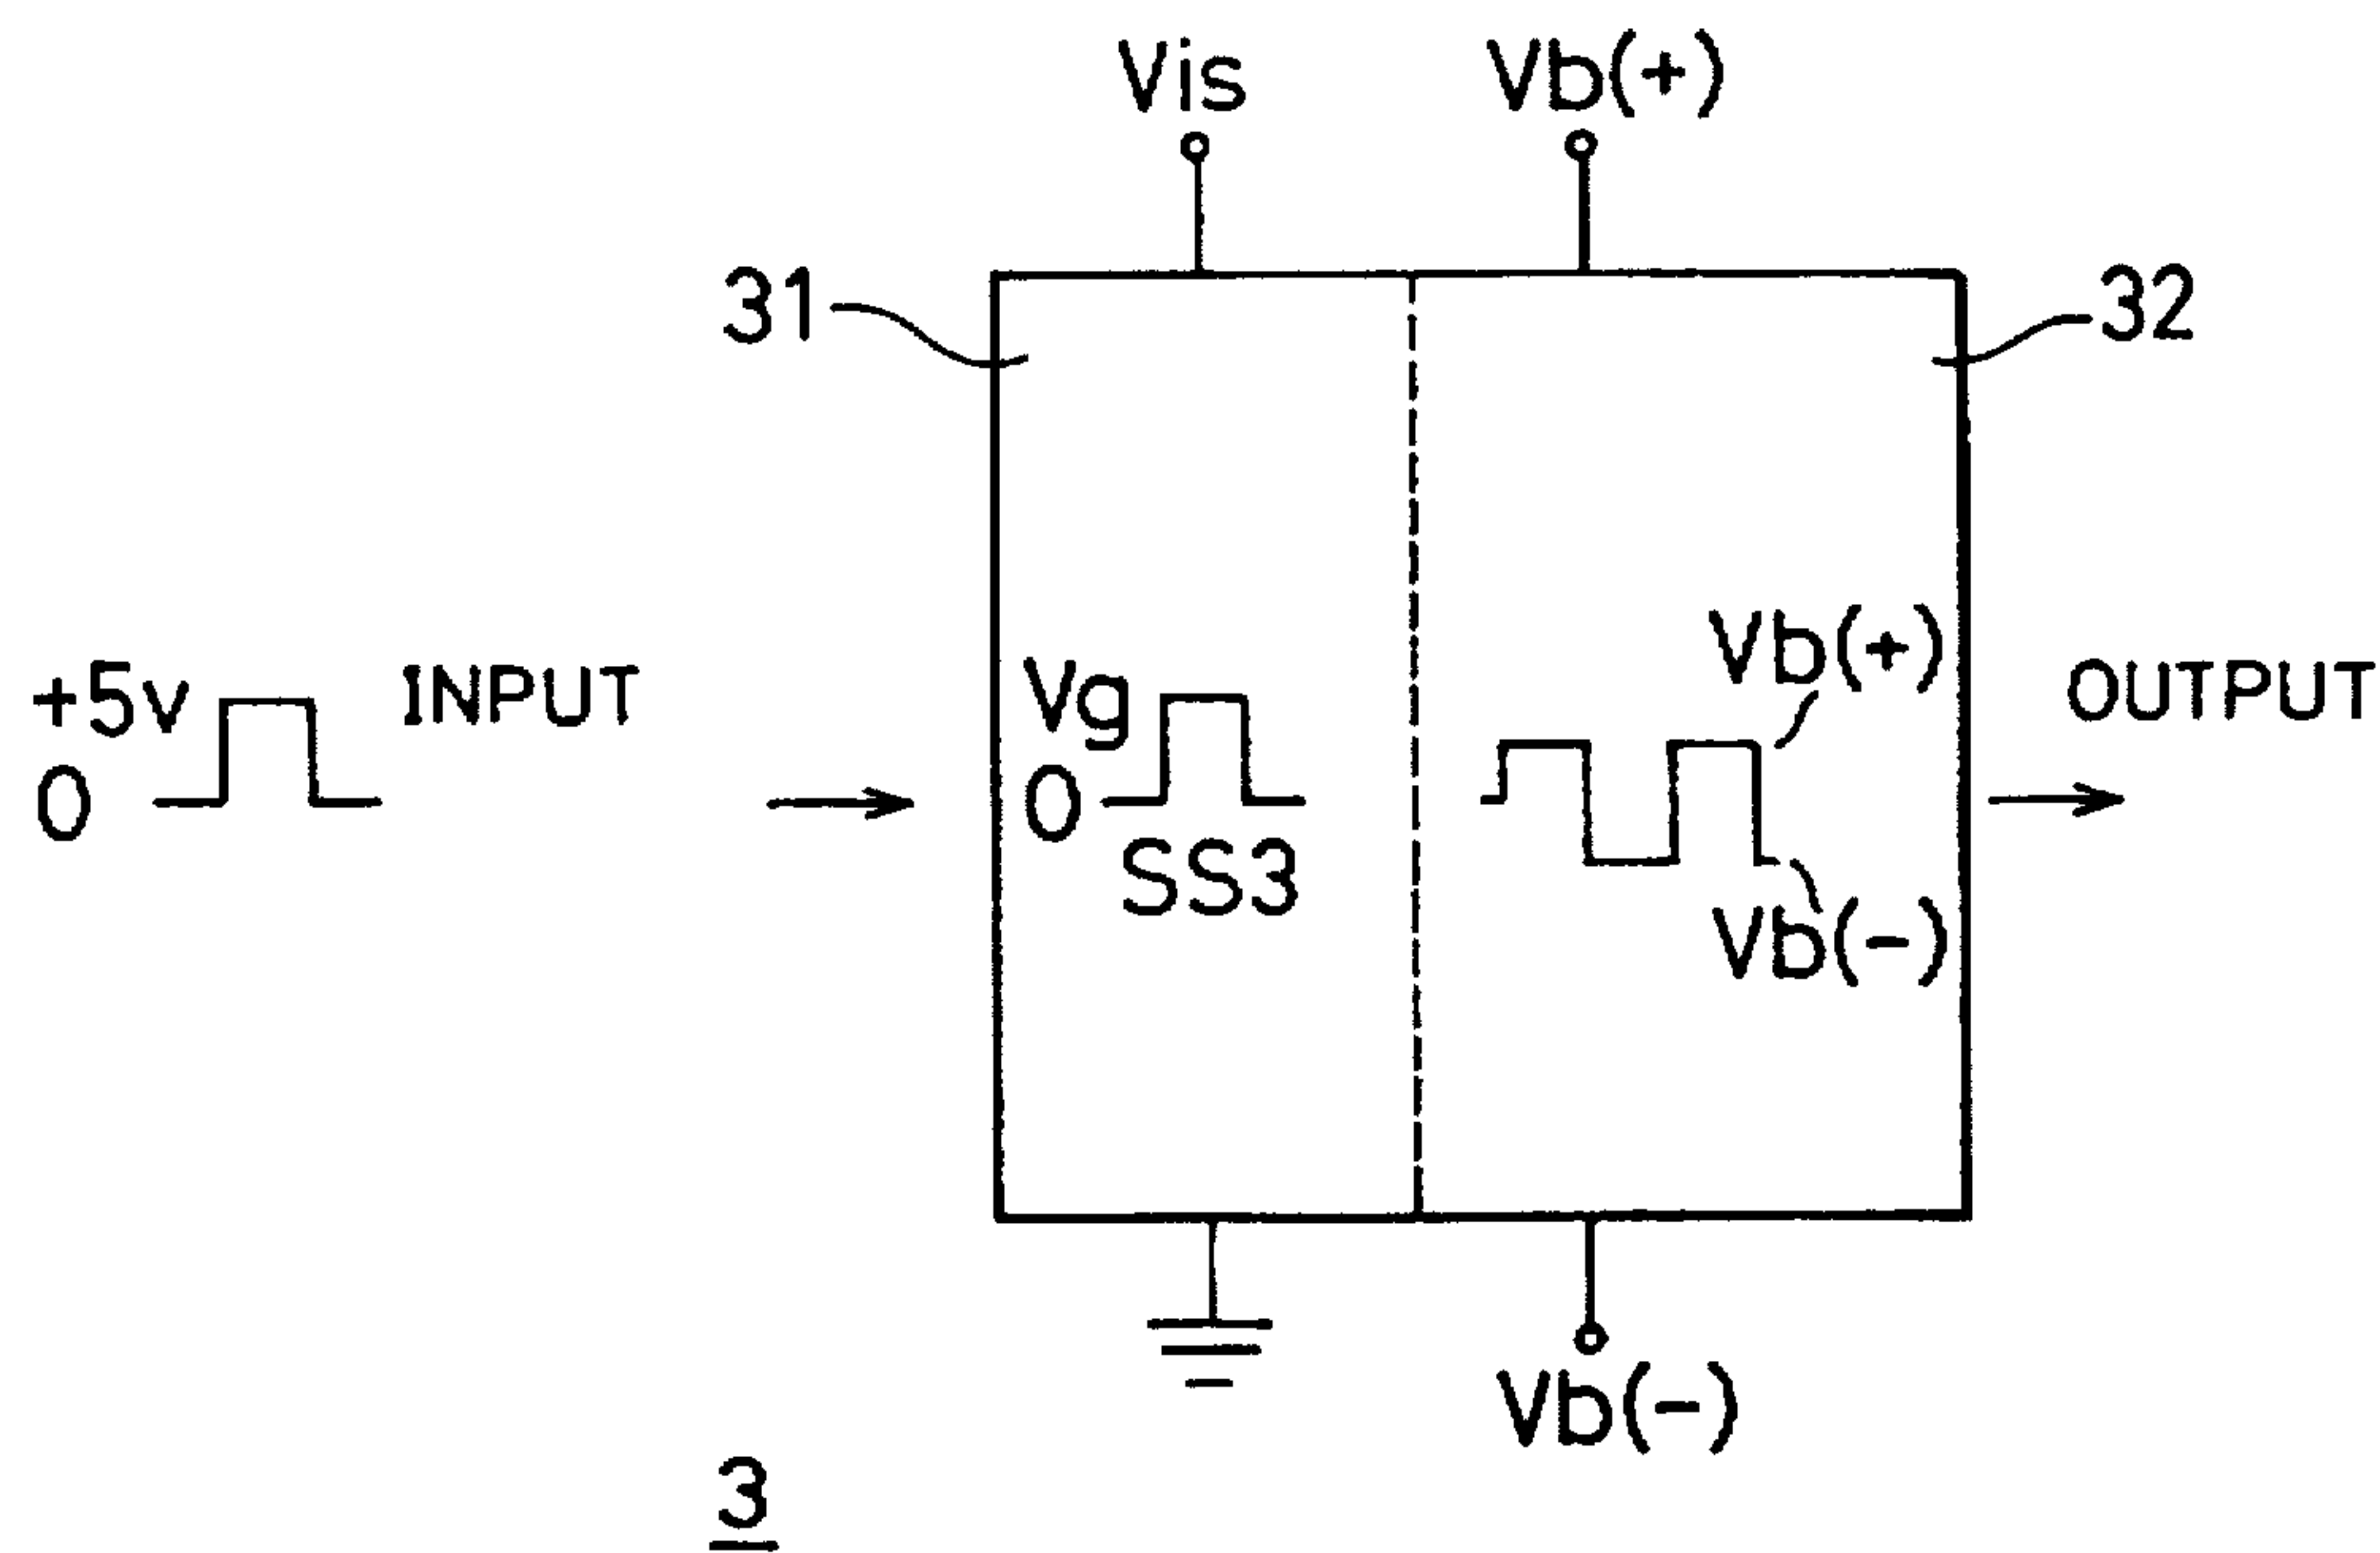 Vis
Vb(+)
31
32
+5v
INPUT
0
Vg
0
SS3
Vb(+)
Vb(-)
OUTPUT
Vb(-)
3